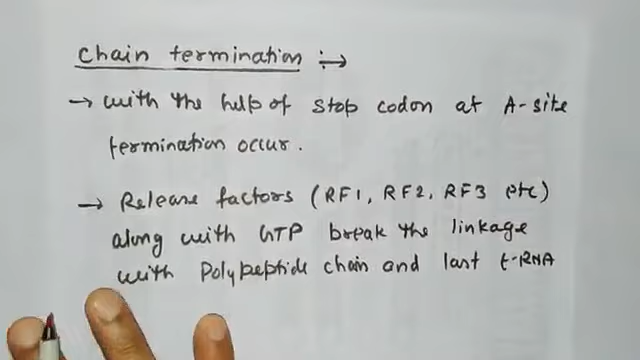 Chain termination :→
→ with the help of stop codon at A-site
termination occur.
→ Release factors (RF1, RF2, RF3 etc)
along with GTP break the linkage
with Polypeptide chain and last t-RNA